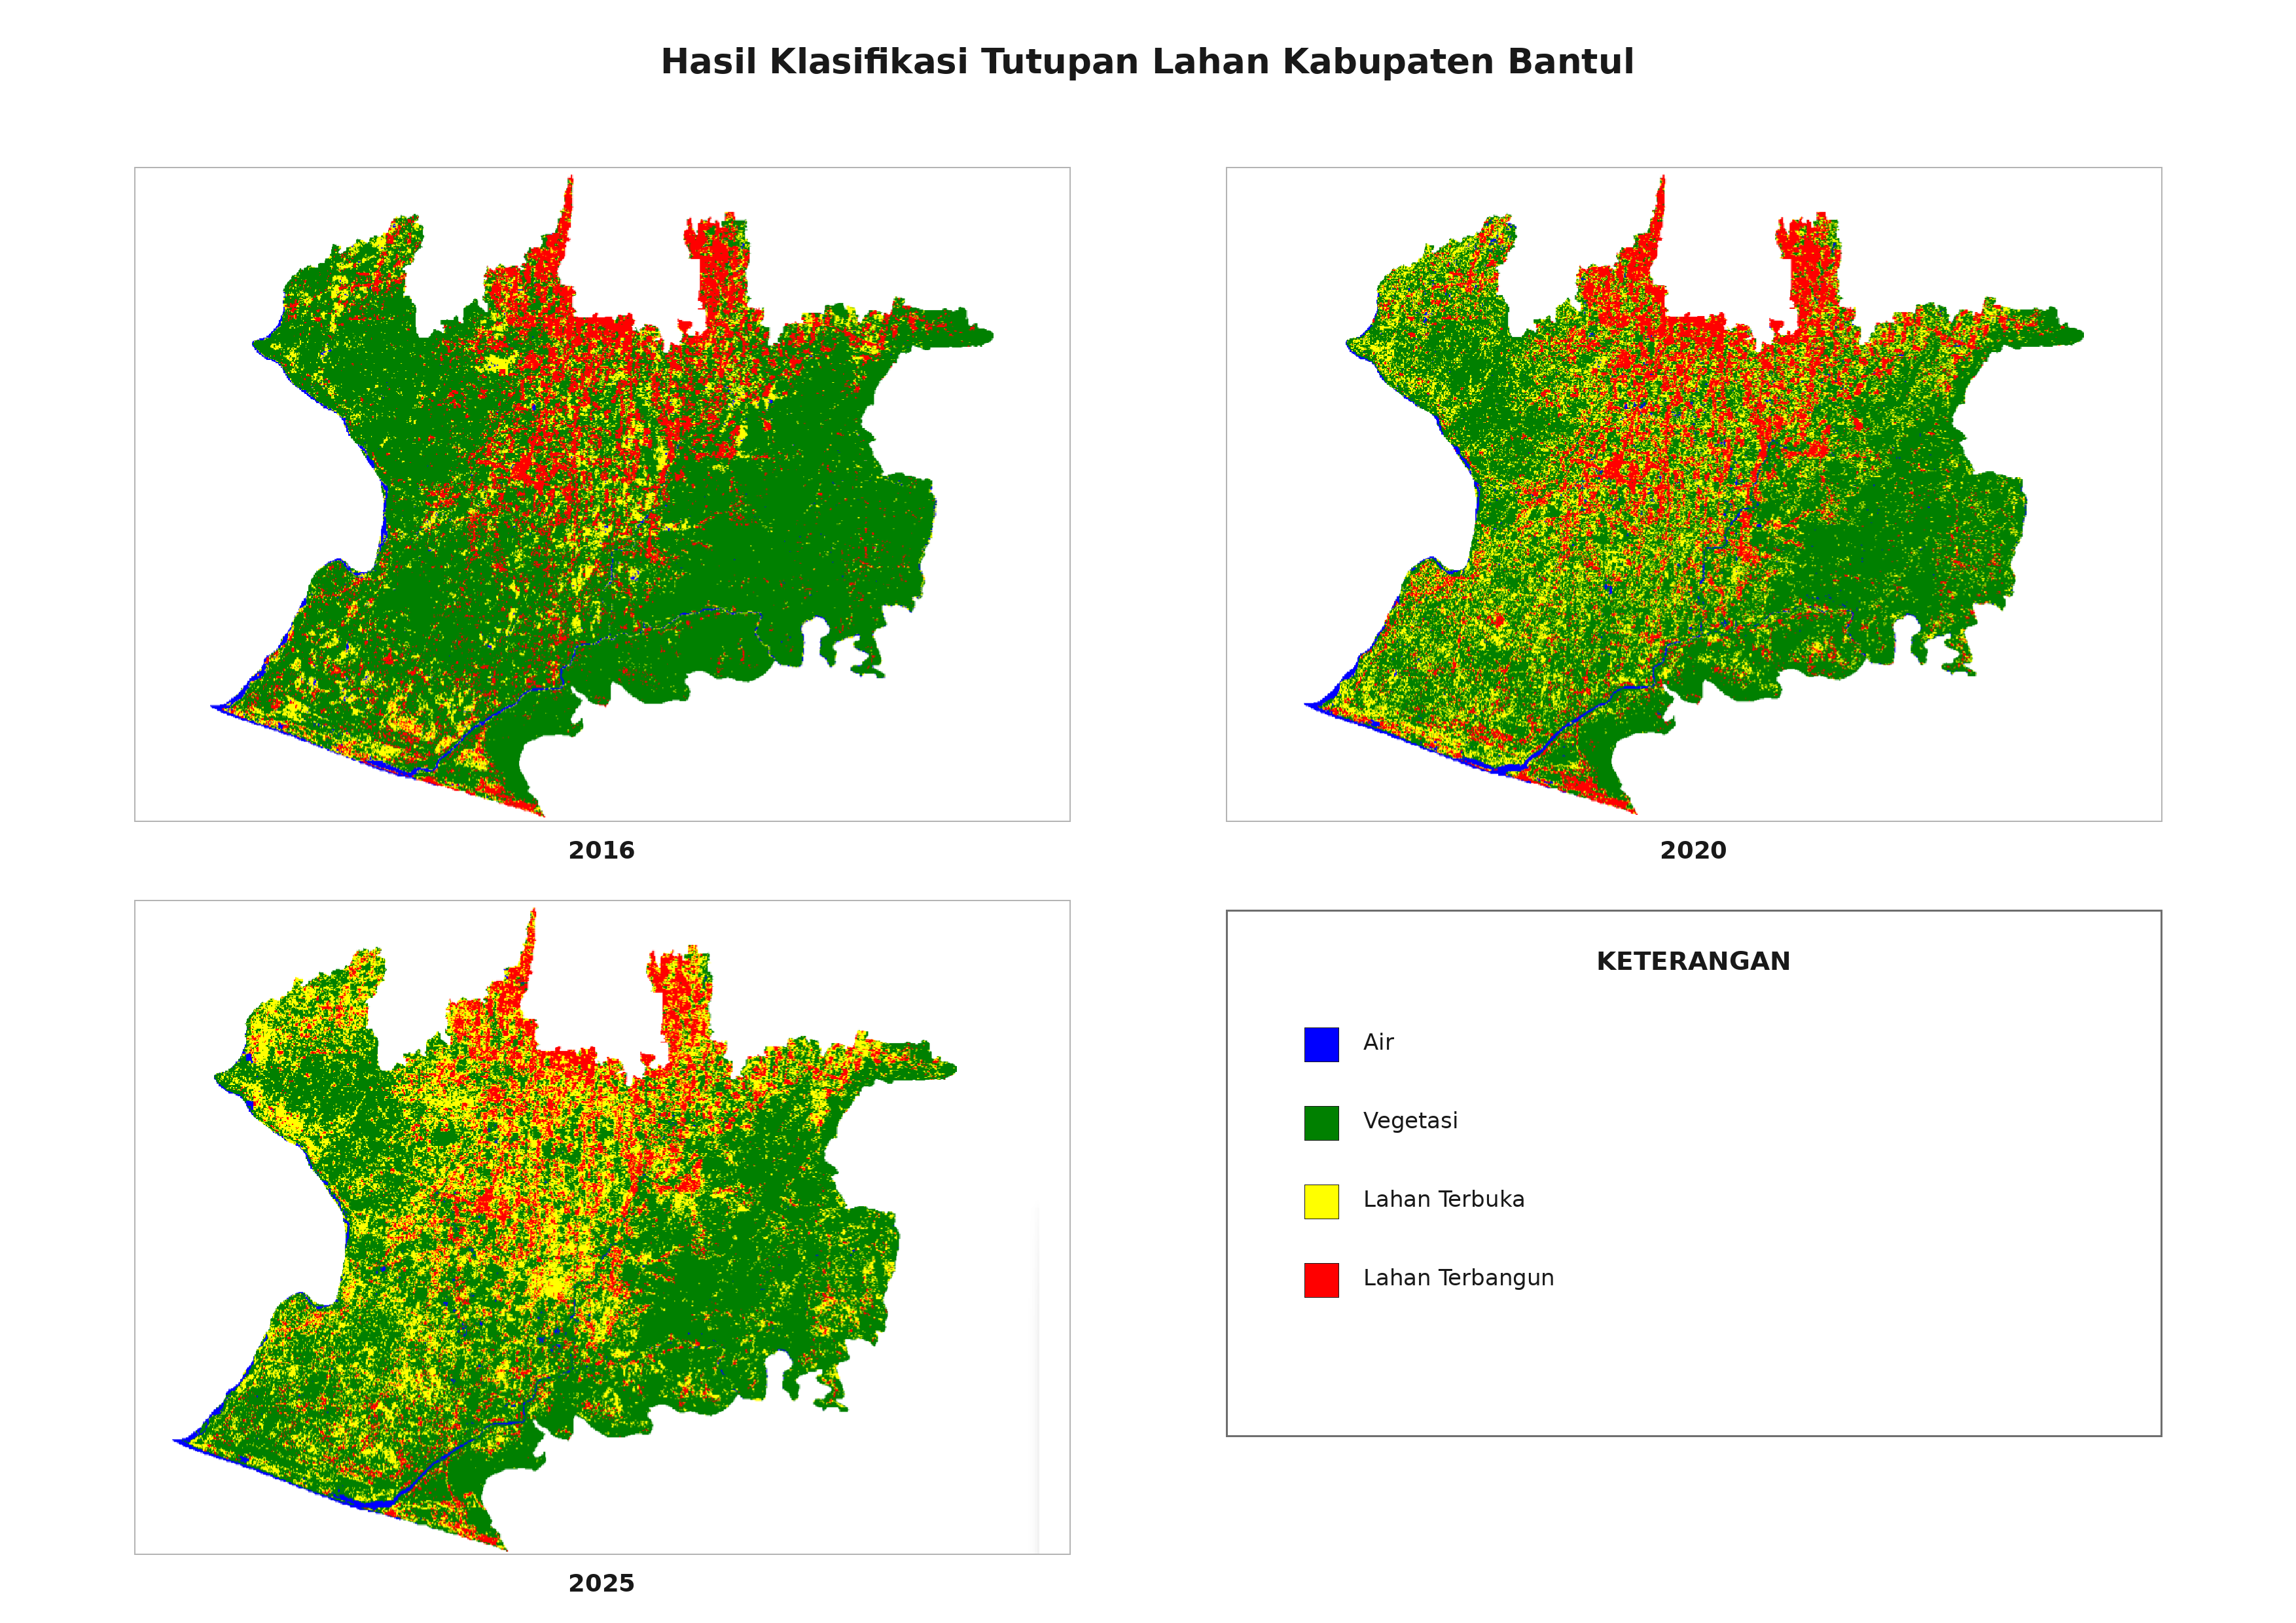 Hasil Klasifikasi Tutupan Lahan Kabupaten Bantul
2016
2020
2025
KETERANGAN
Air
Vegetasi
Lahan Terbuka
Lahan Terbangun